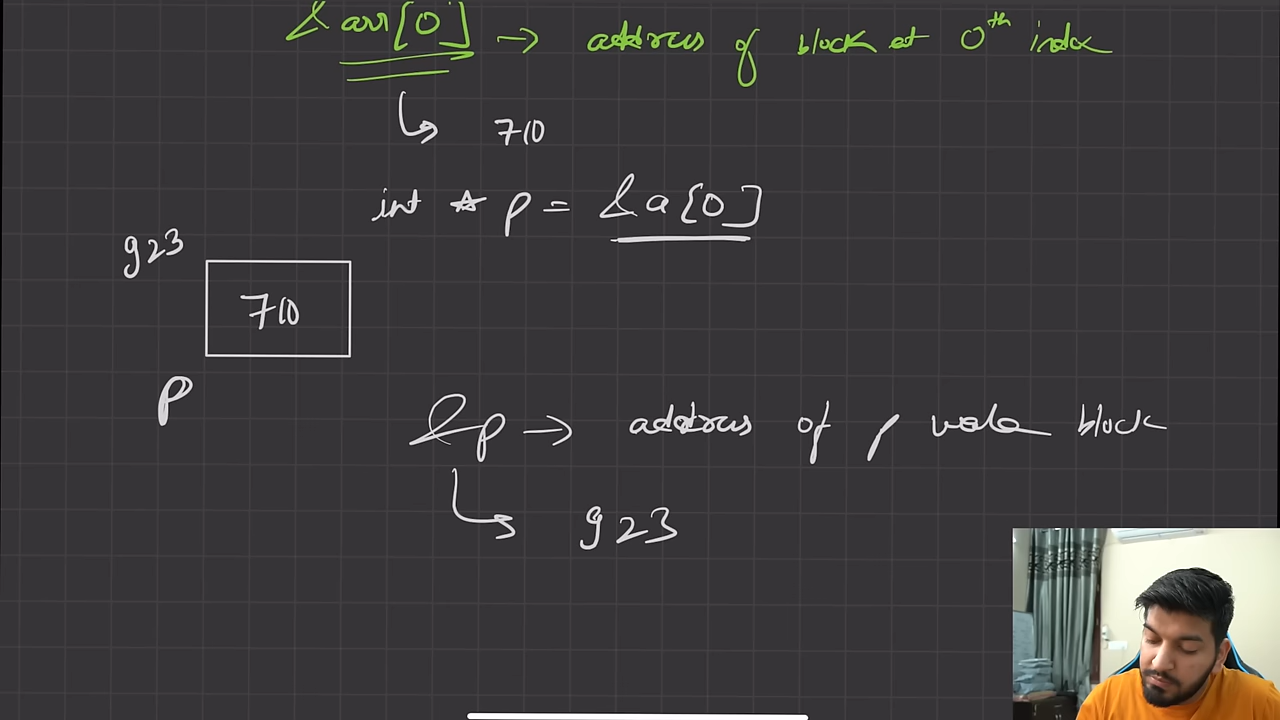 &arr[0] → address of block at 0th index
↳ 710
int * p = &a[0]
923
710
p
&p → address of p wala block
↳ 923